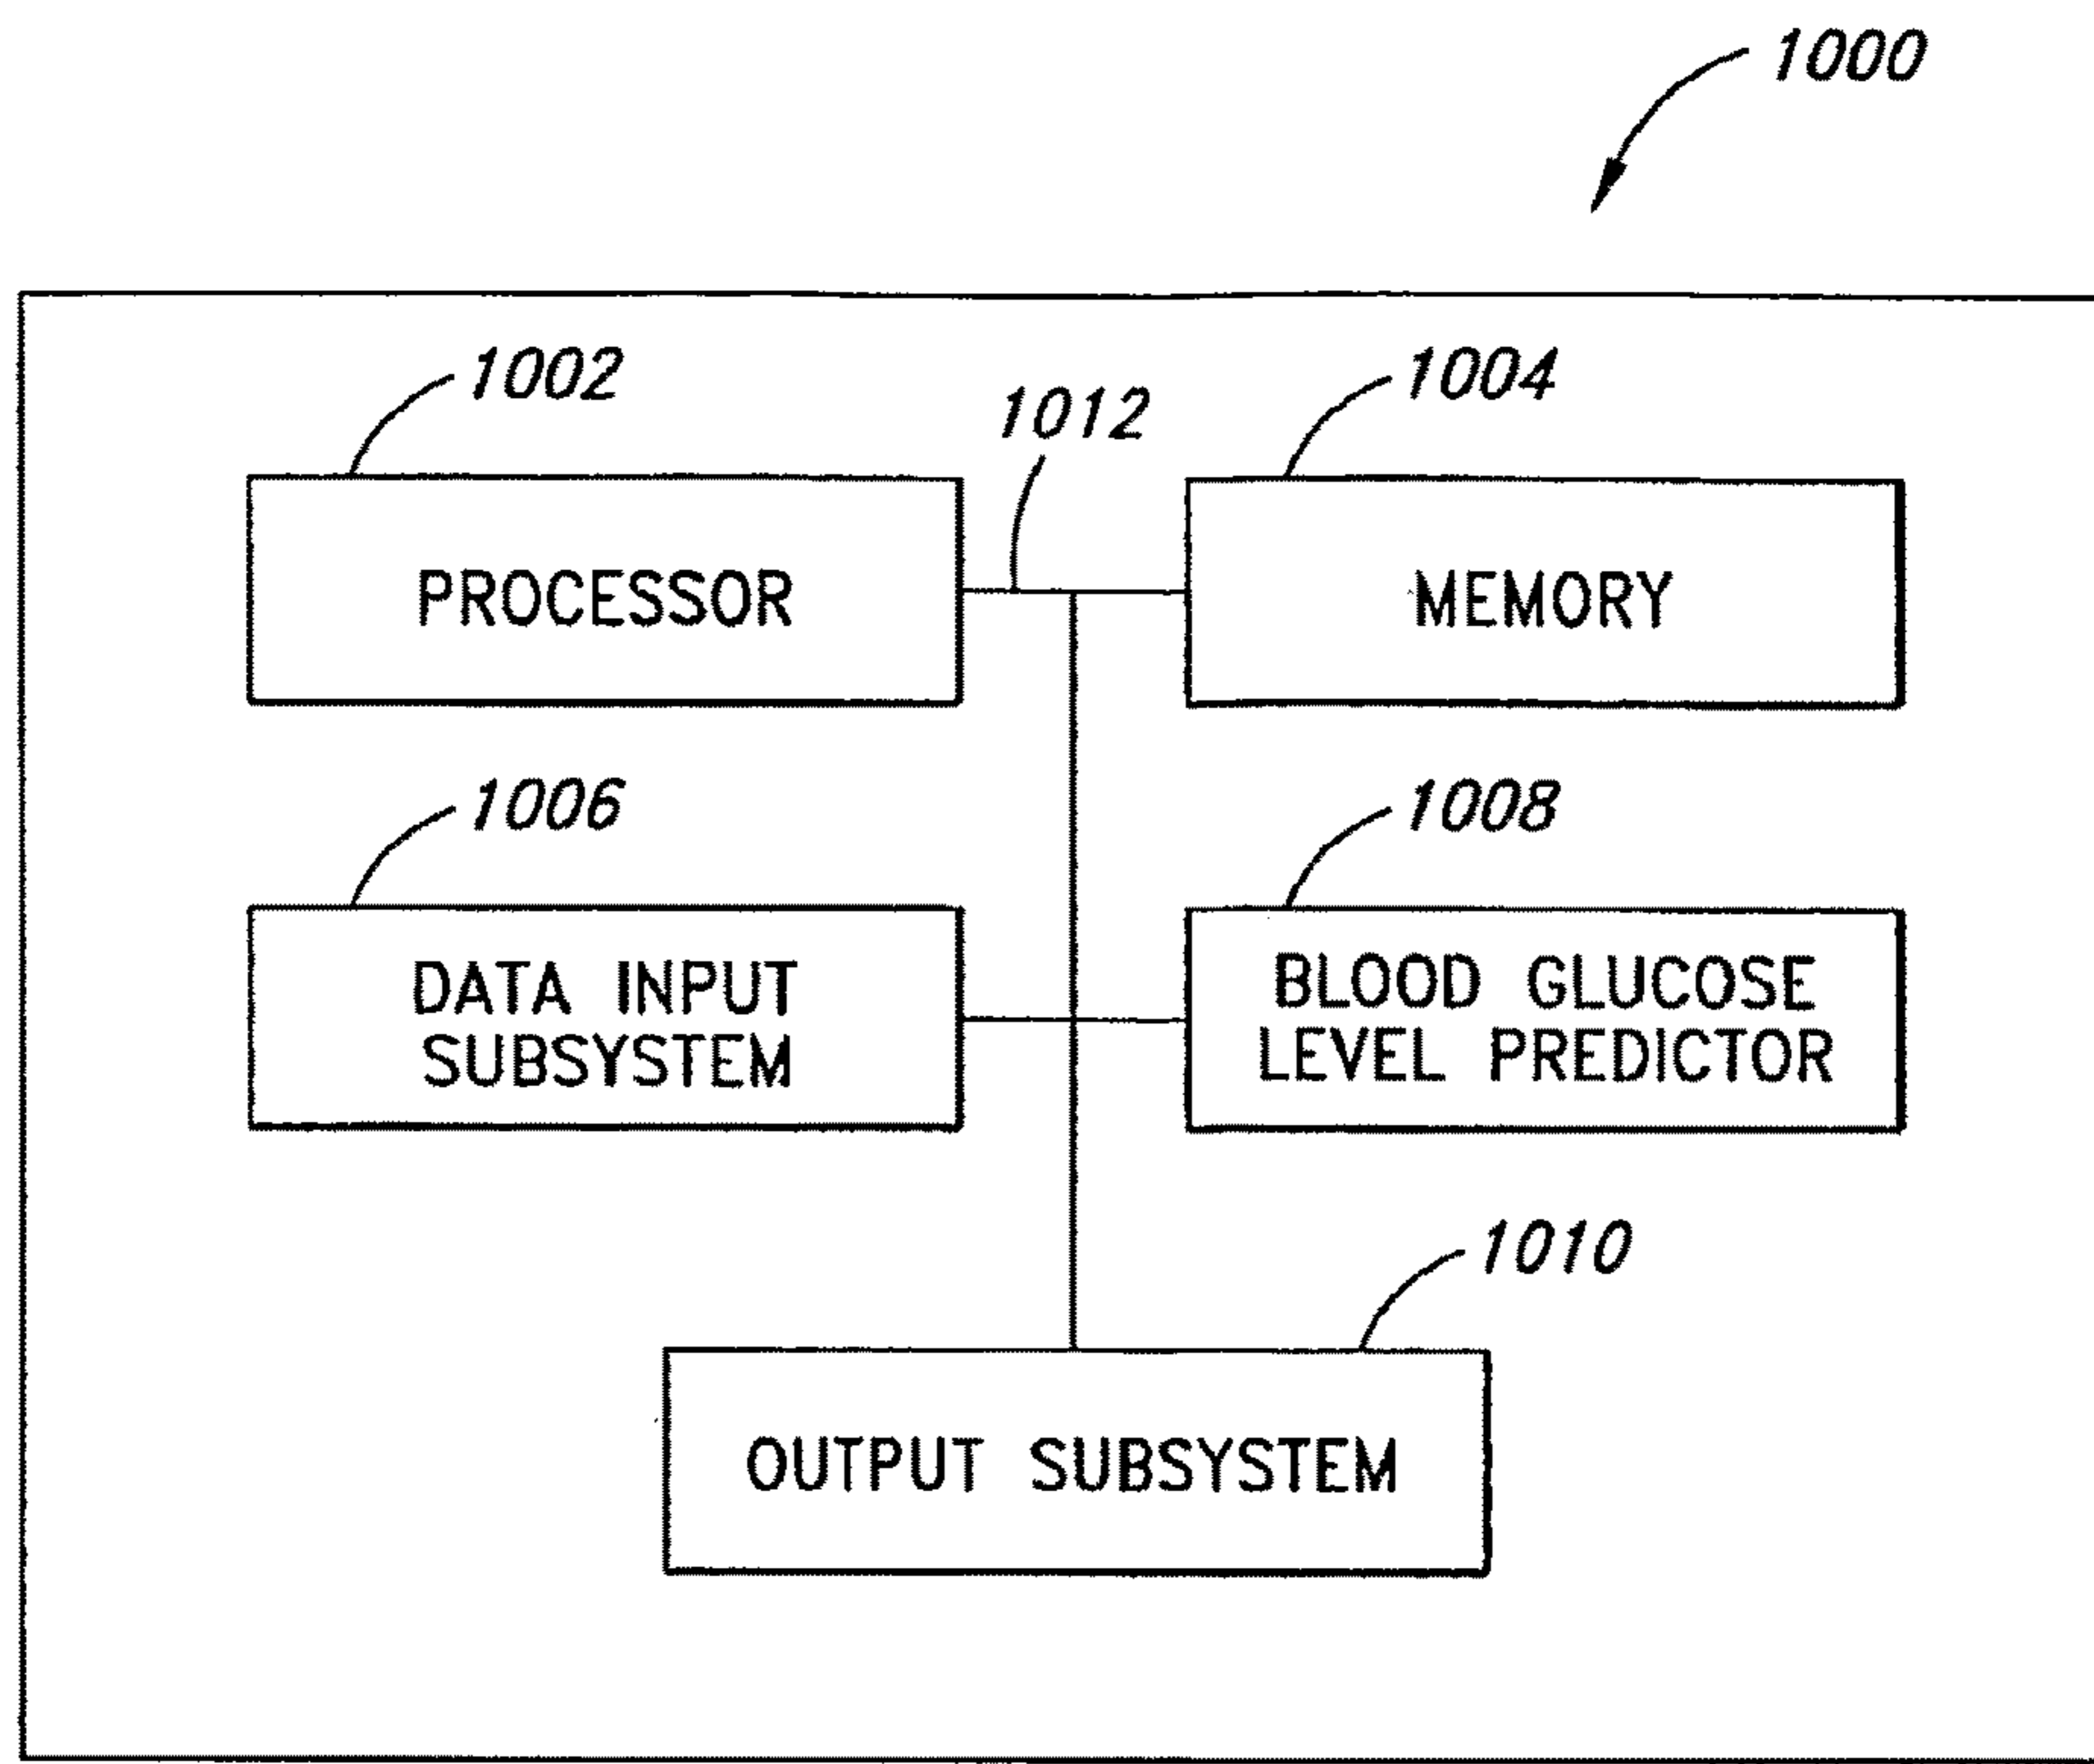 1000
1002
1012
1004
PROCESSOR
MEMORY
1006
1008
DATA INPUT
SUBSYSTEM
BLOOD GLUCOSE
LEVEL PREDICTOR
1010
OUTPUT SUBSYSTEM